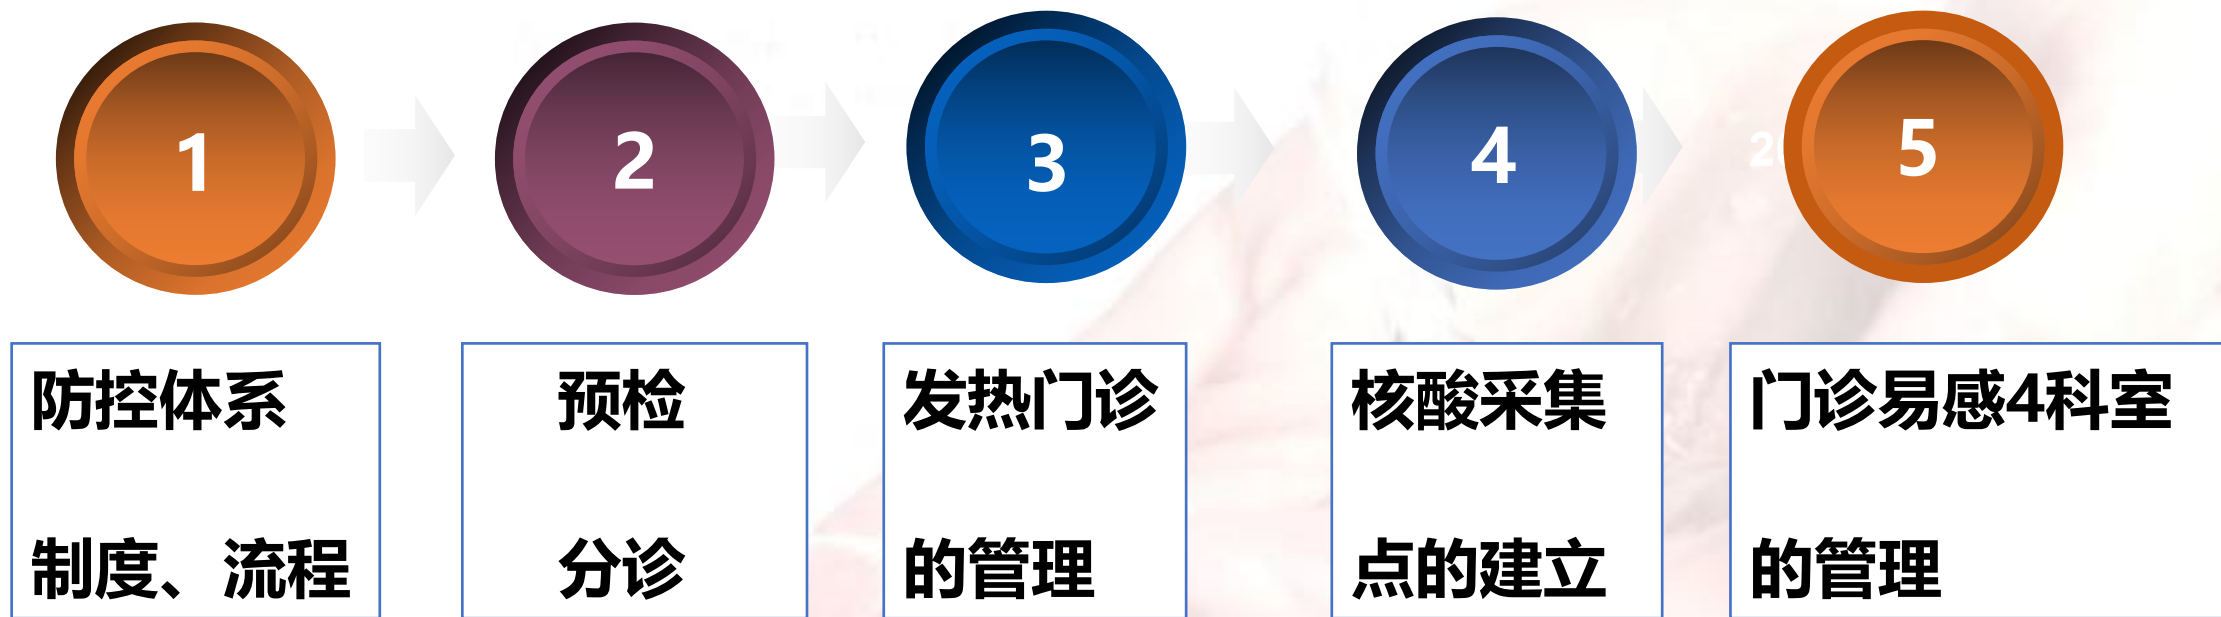 1
2
3
4
5
防控体系
制度、流程
预检
分诊
发热门诊
的管理
核酸采集
点的建立
门诊易感4科室
的管理